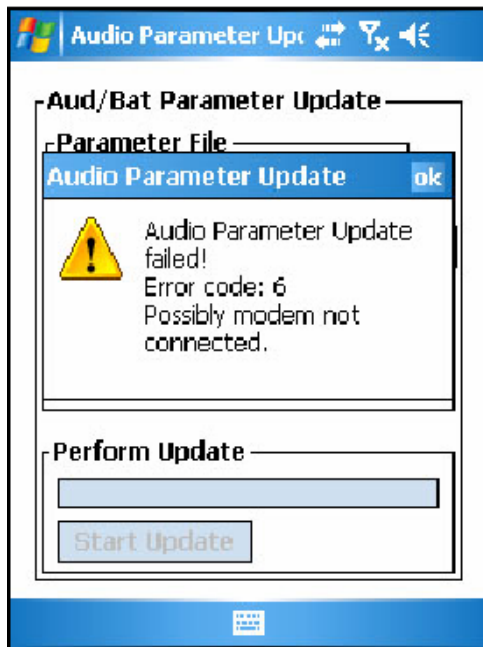 Audio Parameter Upd
Aud/Bat Parameter Update
Parameter File
Audio Parameter Update ok
Audio Parameter Update
failed!
Error code: 6
Possibly modem not
connected.
Perform Update
Start Update